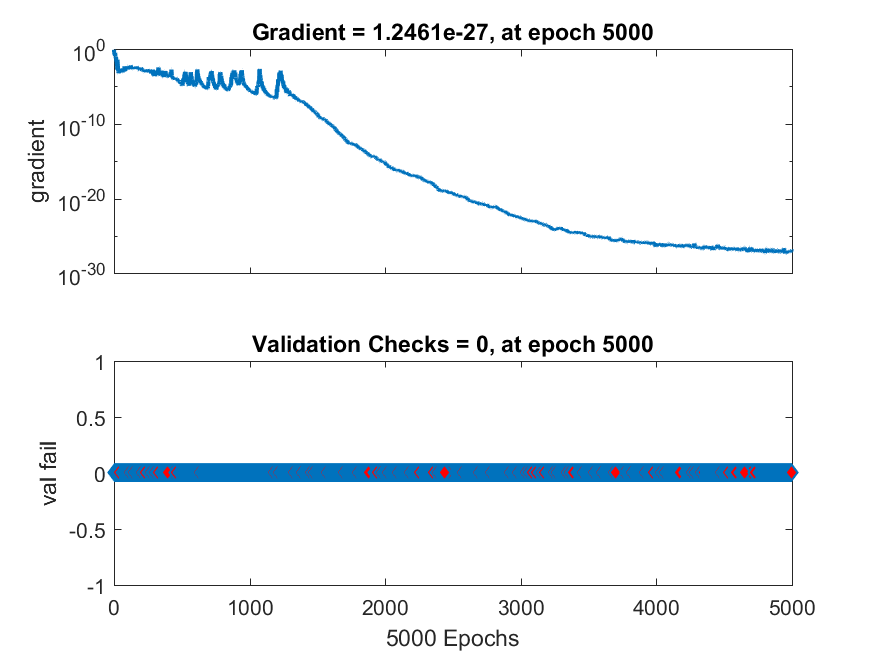 Gradient = 1.2461e-27, at epoch 5000
10^0
10^-10
10^-20
10^-30
gradient
Validation Checks = 0, at epoch 5000
1
0.5
0
-0.5
-1
val fail
0 1000 2000 3000 4000 5000
5000 Epochs